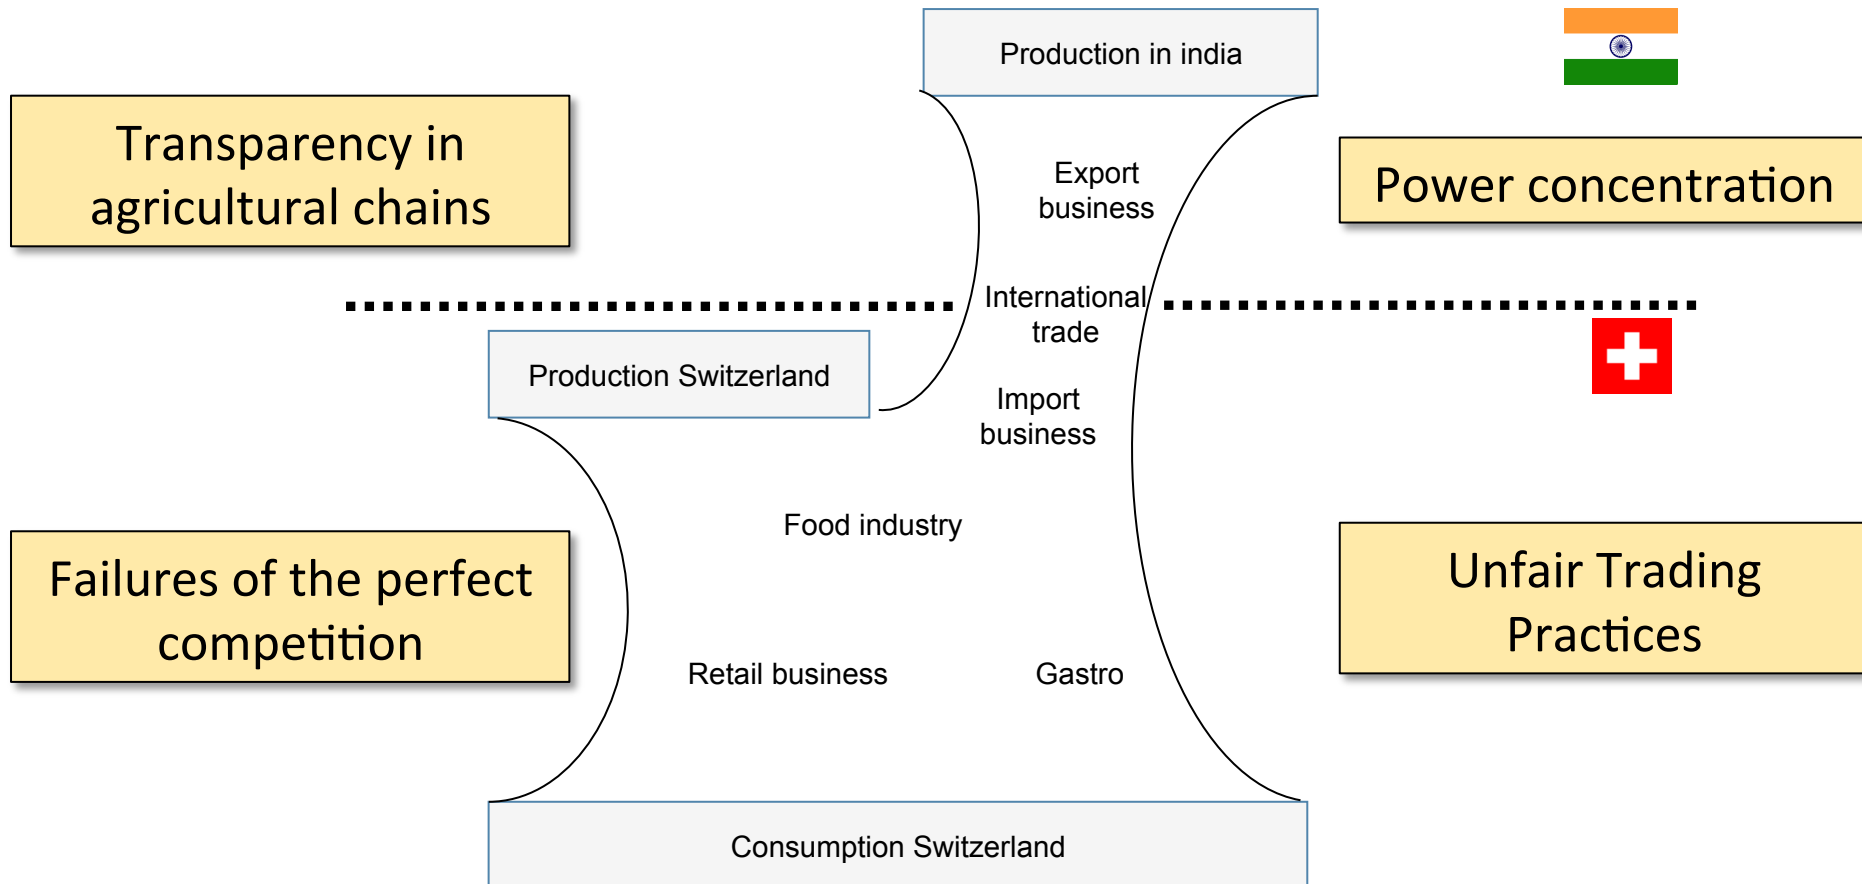 Production in india
Transparency in
agricultural chains
Export
business
Power concentration
International
trade
Production Switzerland
Import
business
Food industry
Failures of the perfect
competition
Unfair Trading
Practices
Retail business
Gastro
Consumption Switzerland